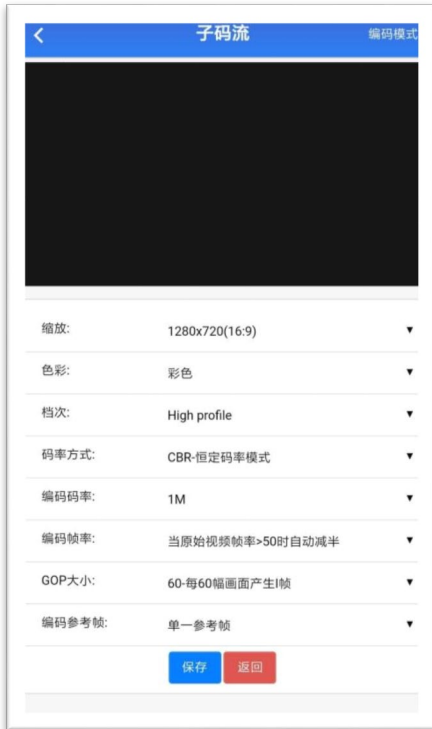 子码流 编码模式
缩放: 1280x720(16:9)
色彩: 彩色
档次: High profile
码率方式: CBR-恒定码率模式
编码码率: 1M
编码帧率: 当原始视频帧率>50时自动减半
GOP大小: 60-每60幅画面产生I帧
编码参考帧: 单一参考帧
保存 返回